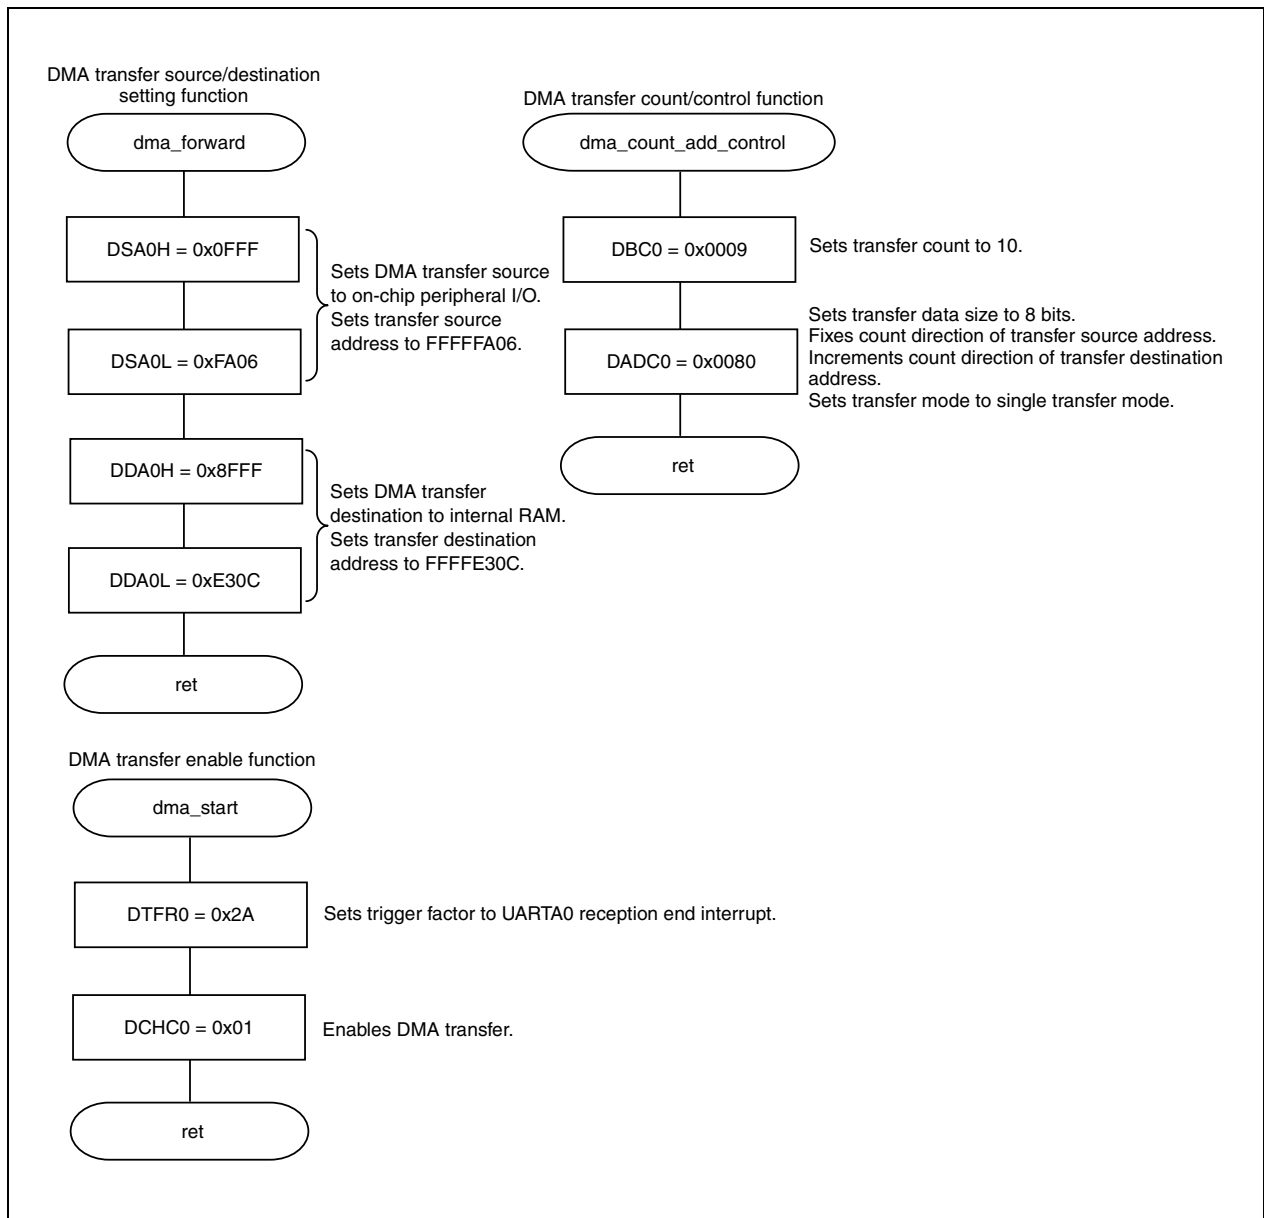 DMA transfer source/destination
setting function
dma_forward
DSA0H = 0x0FFF
DSA0L = 0xFA06
Sets DMA transfer source
to on-chip peripheral I/O.
Sets transfer source
address to FFFFFA06.
DDA0H = 0x8FFF
DDA0L = 0xE30C
Sets DMA transfer
destination to internal RAM.
Sets transfer destination
address to FFFFE30C.
ret
DMA transfer count/control function
dma_count_add_control
DBC0 = 0x0009
Sets transfer count to 10.
DADC0 = 0x0080
Sets transfer data size to 8 bits.
Fixes count direction of transfer source address.
Increments count direction of transfer destination
address.
Sets transfer mode to single transfer mode.
ret
DMA transfer enable function
dma_start
DTFR0 = 0x2A
Sets trigger factor to UARTA0 reception end interrupt.
DCHC0 = 0x01
Enables DMA transfer.
ret